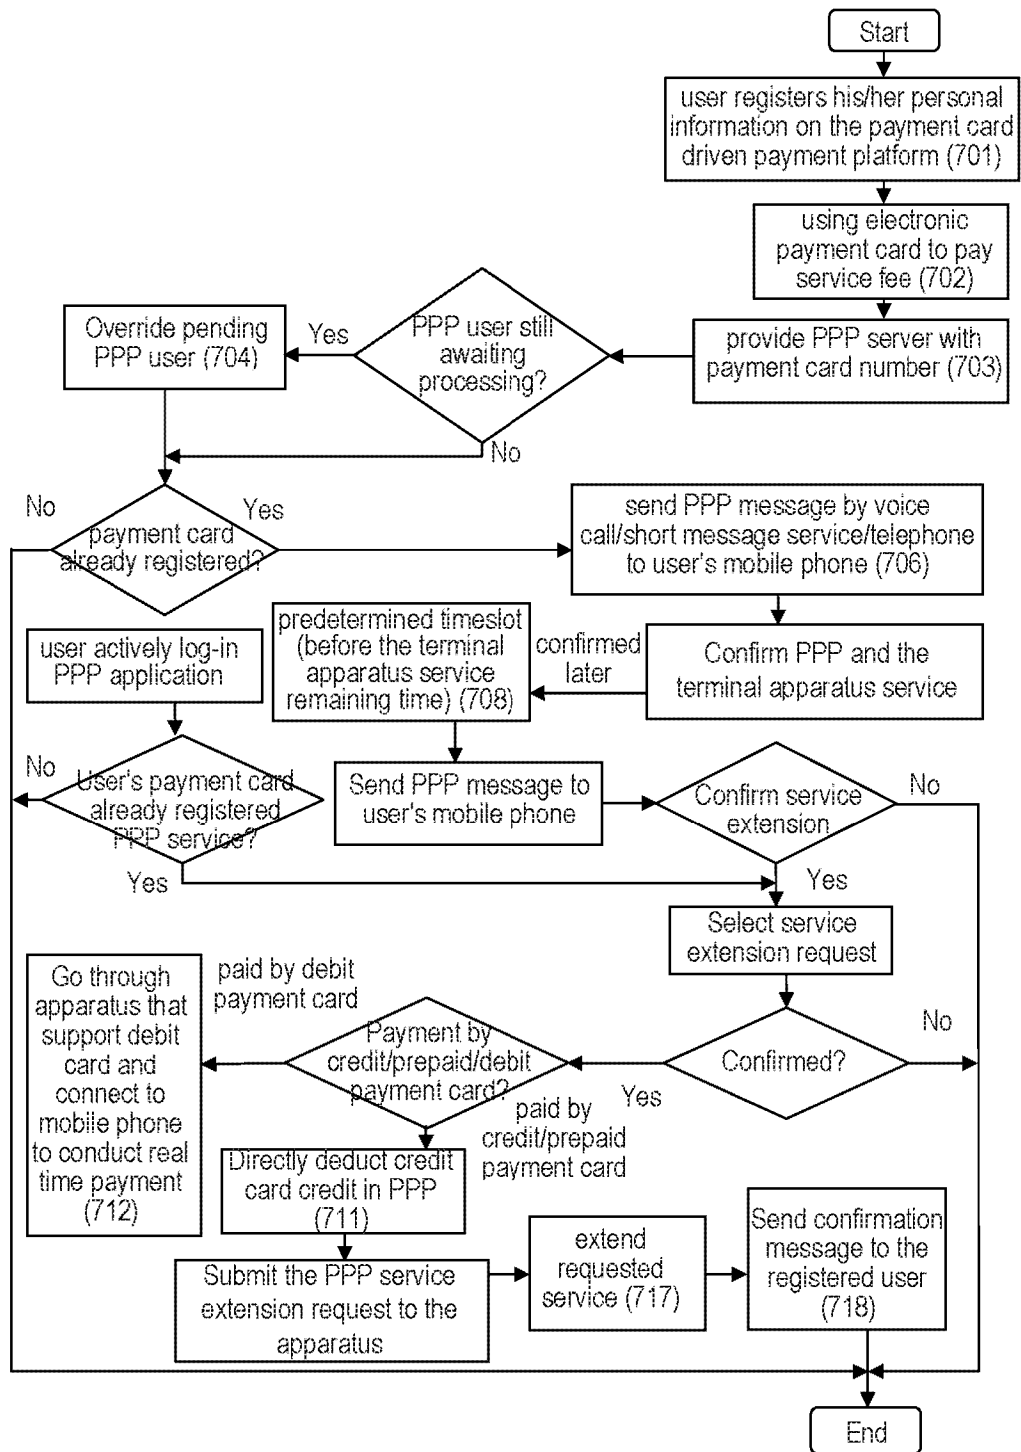 Start
user registers his/her personal
information on the payment card
driven payment platform (701)
using electronic
payment card to pay
service fee (702)
provide PPP server with
payment card number (703)
PPP user still
awaiting
processing?
Yes
No
Override pending
PPP user (704)
No
Yes
payment card
already registered?
send PPP message by voice
call/short message service/telephone
to user's mobile phone (706)
Confirm PPP and the
terminal apparatus service
confirmed
later
predetermined timeslot
(before the terminal
apparatus service
remaining time) (708)
user actively log-in
PPP application
No
User's payment card
already registered
PPP service?
Yes
Send PPP message to
user's mobile phone
Confirm service
extension
No
Yes
Select service
extension request
Confirmed?
No
Yes
Payment by
credit/prepaid/debit
payment card?
paid by debit
payment card
Go through
apparatus that
support debit
card and
connect to
mobile phone
to conduct real
time payment
(712)
paid by
credit/prepaid
payment card
Directly deduct credit
card credit in PPP
(711)
Submit the PPP service
extension request to the
apparatus
extend
requested
service (717)
Send confirmation
message to the
registered user
(718)
End